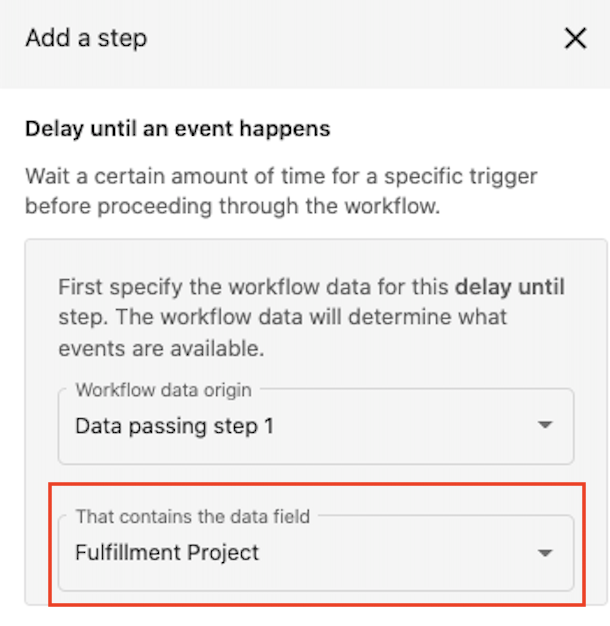 Add a step
Delay until an event happens
Wait a certain amount of time for a specific trigger
before proceeding through the workflow.
First specify the workflow data for this delay until
step. The workflow data will determine what
events are available.
Workflow data origin
Data passing step 1
That contains the data field
Fulfillment Project